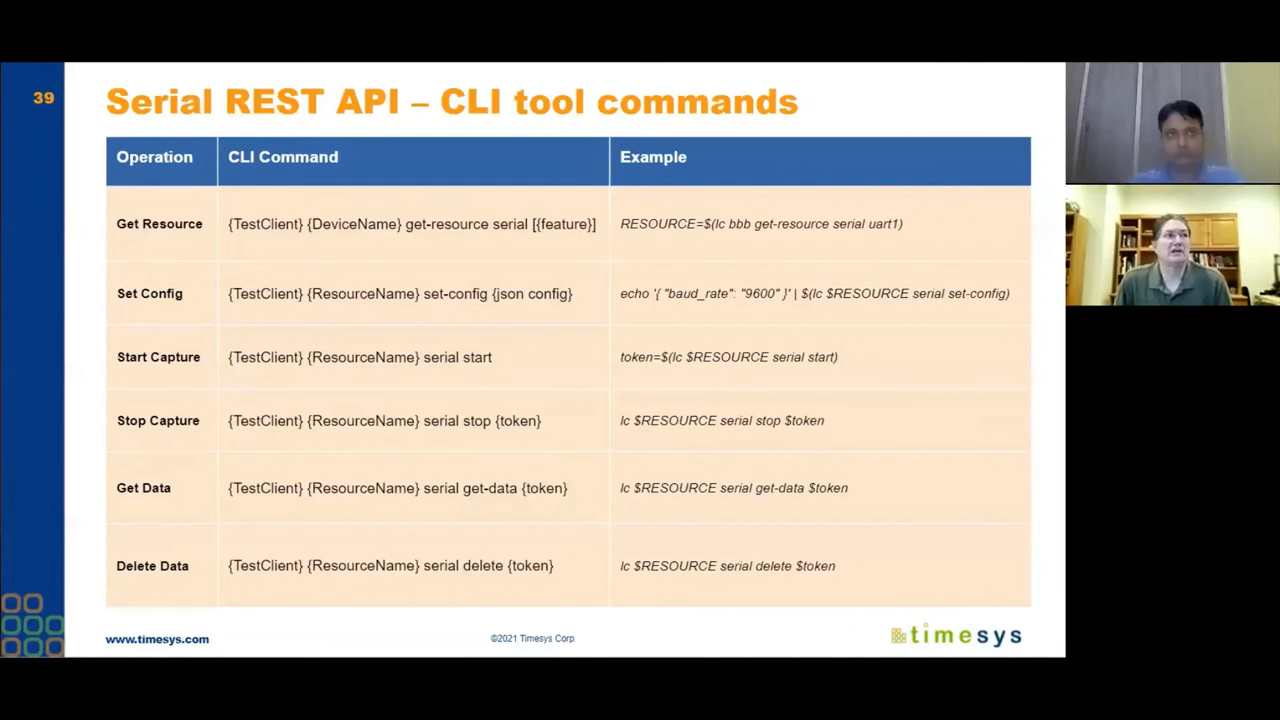 39
Serial REST API – CLI tool commands
Operation CLI Command Example
Get Resource {TestClient} {DeviceName} get-resource serial [{feature}] RESOURCE=$(lc bbb get-resource serial uart1)
Set Config {TestClient} {ResourceName} set-config {json config} echo '{ "baud_rate": "9600" }' | $(lc $RESOURCE serial set-config)
Start Capture {TestClient} {ResourceName} serial start token=$(lc $RESOURCE serial start)
Stop Capture {TestClient} {ResourceName} serial stop {token} lc $RESOURCE serial stop $token
Get Data {TestClient} {ResourceName} serial get-data {token} lc $RESOURCE serial get-data $token
Delete Data {TestClient} {ResourceName} serial delete {token} lc $RESOURCE serial delete $token
www.timesys.com ©2021 Timesys Corp. timesys